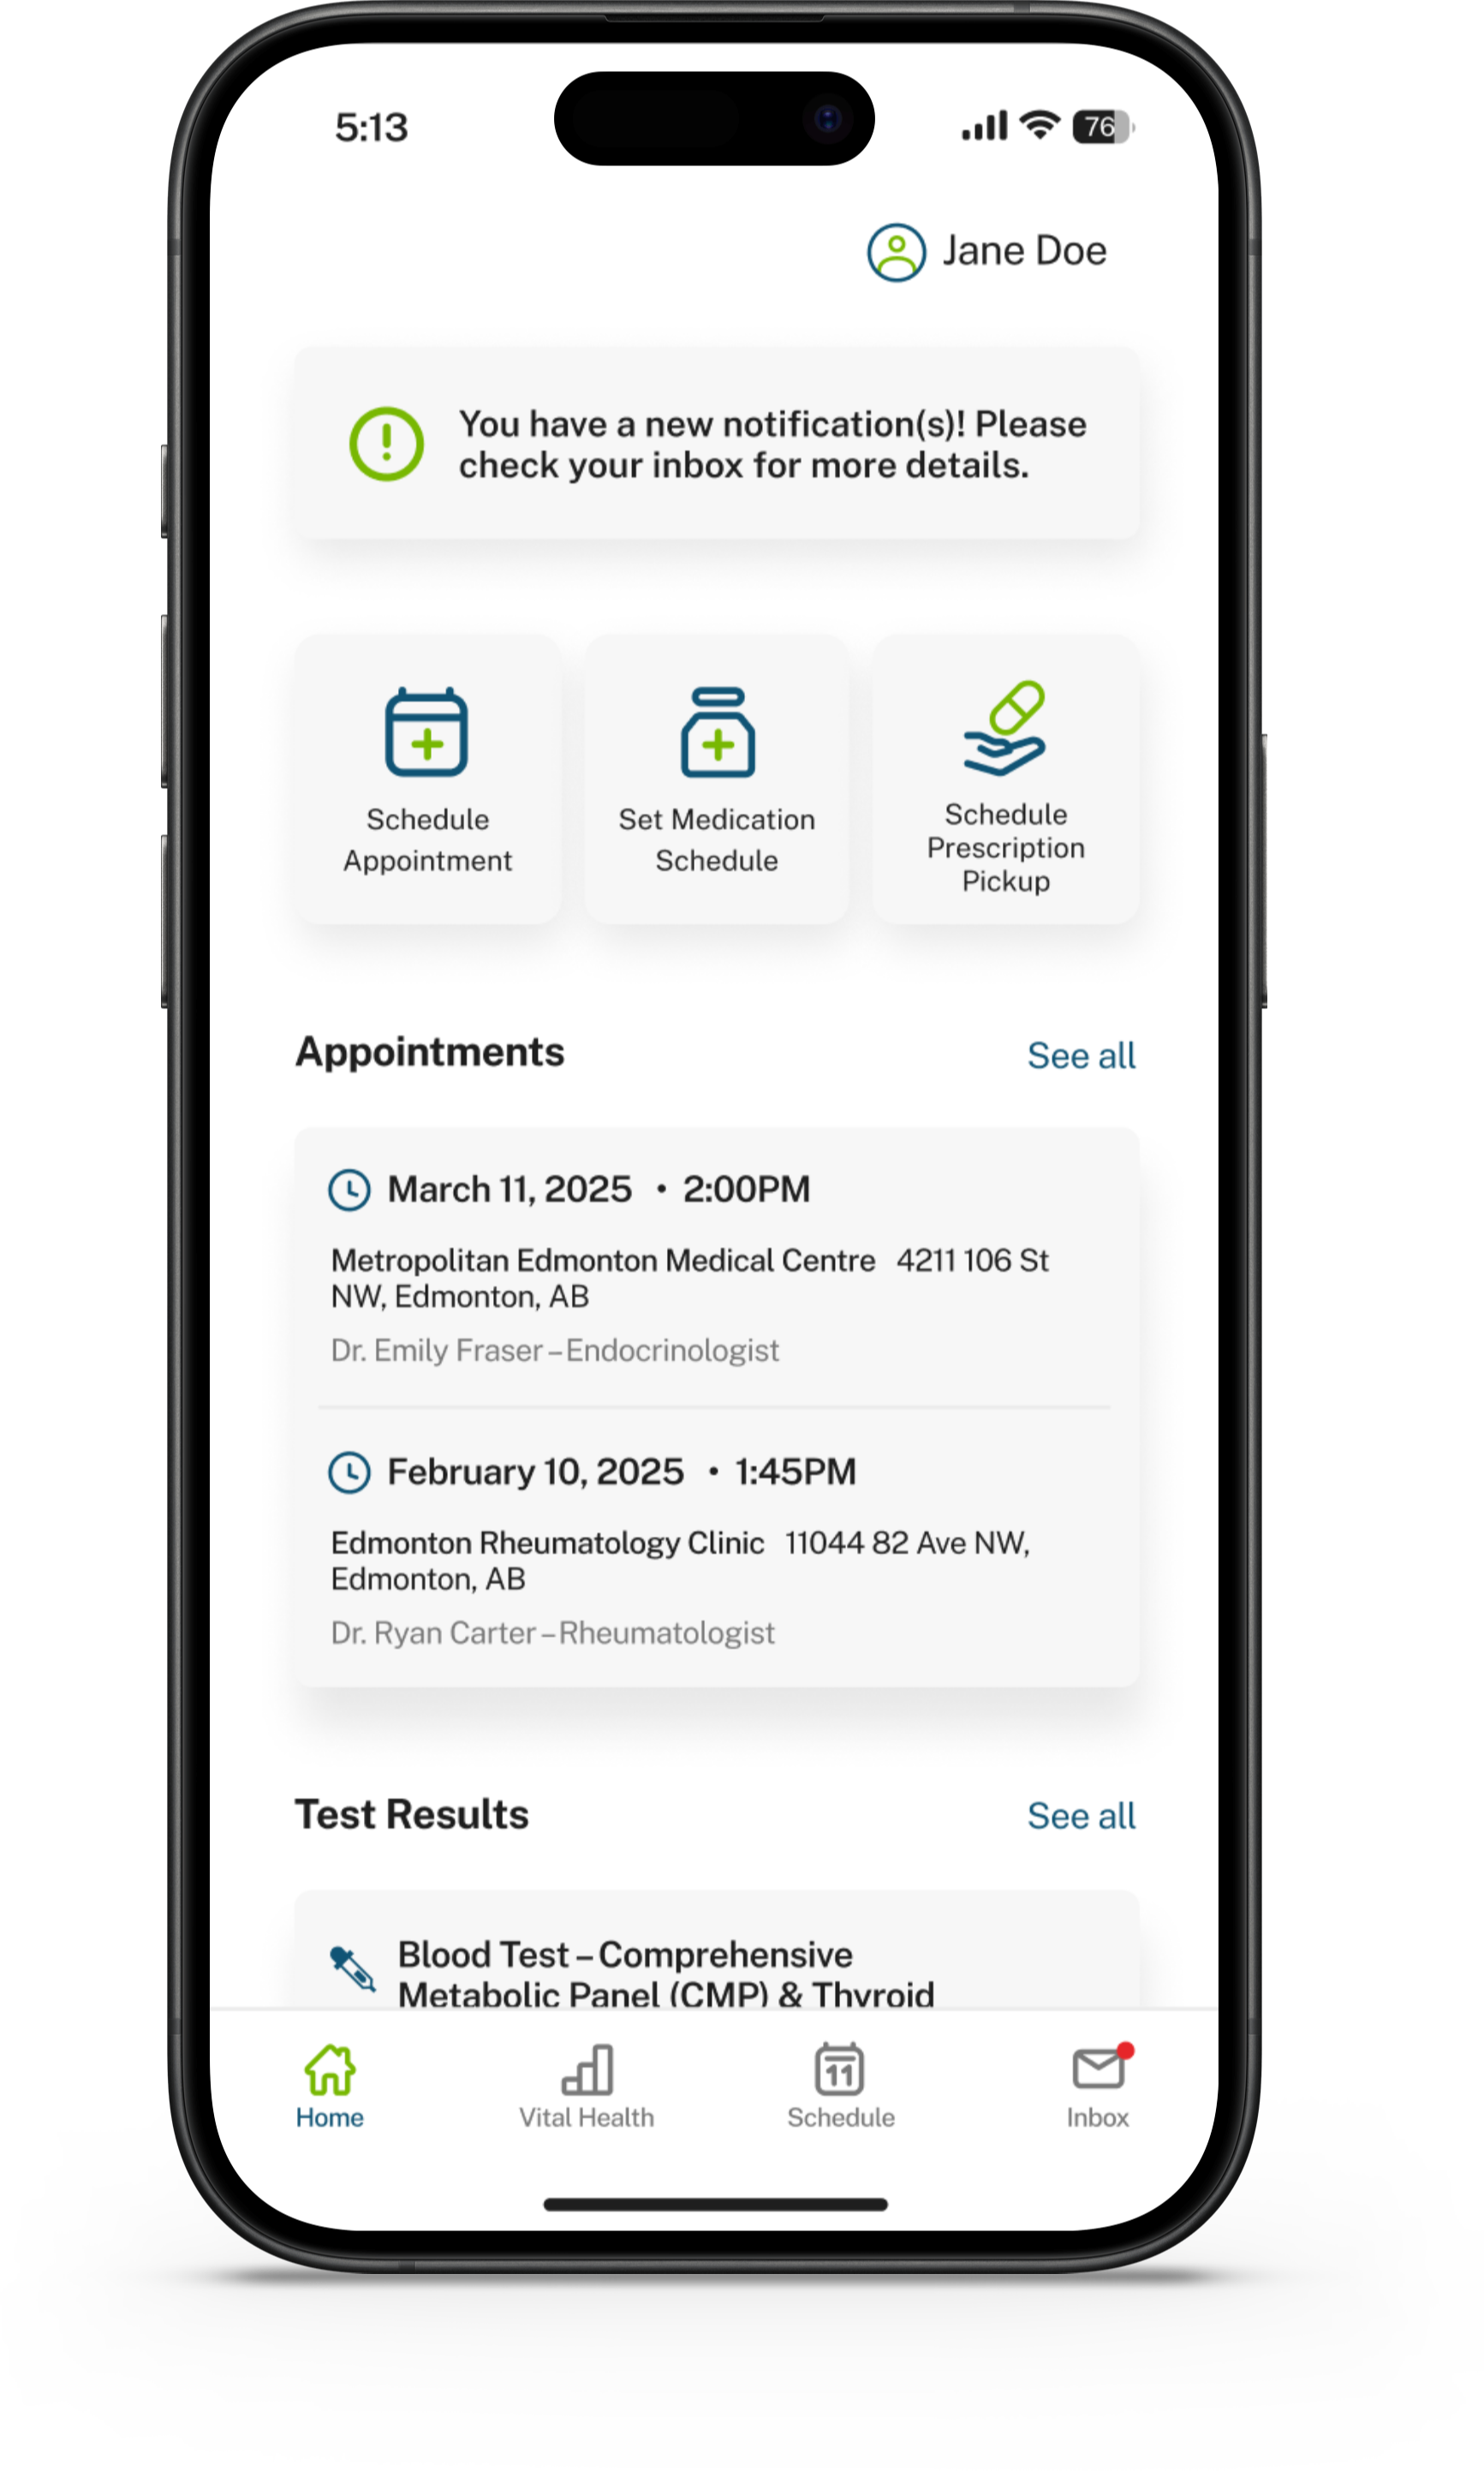 5:13
76
Jane Doe
You have a new notification(s)! Please
check your inbox for more details.
Schedule
Appointment
Set Medication
Schedule
Schedule
Prescription
Pickup
Appointments
See all
March 11, 2025 • 2:00PM
Metropolitan Edmonton Medical Centre 4211 106 St
NW, Edmonton, AB
Dr. Emily Fraser – Endocrinologist
February 10, 2025 • 1:45PM
Edmonton Rheumatology Clinic 11044 82 Ave NW,
Edmonton, AB
Dr. Ryan Carter – Rheumatologist
Test Results
See all
Blood Test – Comprehensive
Metabolic Panel (CMP) & Thyroid
Home
Vital Health
11
Schedule
Inbox